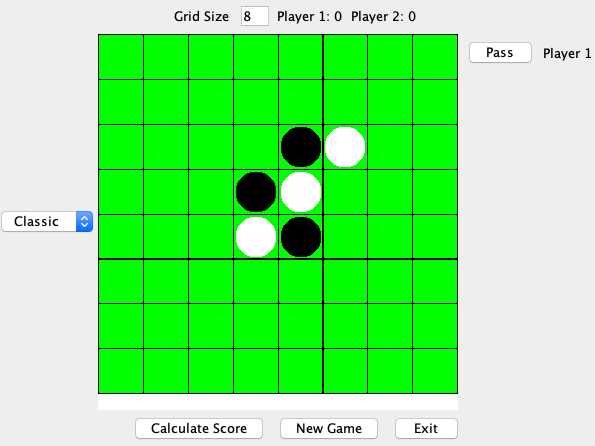 Grid Size 8 Player 1: 0 Player 2: 0
Pass Player 1
Classic
Calculate Score New Game Exit